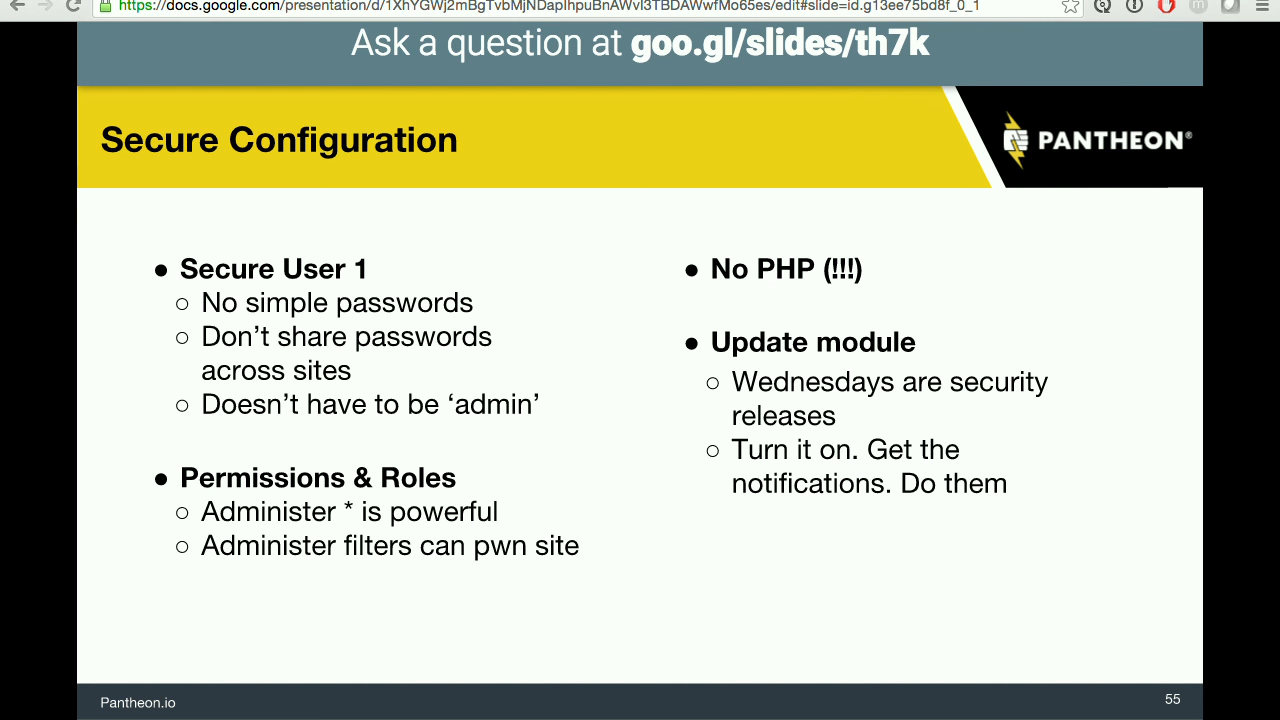 https://docs.google.com/presentation/d/1XhYGWj2mBgTvbMjNDapIhpuBnAWvl3TBDAWwfMo65es/edit#slide=id.g13ee75bd8f_0_1
Ask a question at goo.gl/slides/th7k
Secure Configuration
PANTHEON®
● Secure User 1
○ No simple passwords
○ Don’t share passwords
across sites
○ Doesn’t have to be ‘admin’
● Permissions & Roles
○ Administer * is powerful
○ Administer filters can pwn site
● No PHP (!!!)
● Update module
○ Wednesdays are security
releases
○ Turn it on. Get the
notifications. Do them
Pantheon.io
55